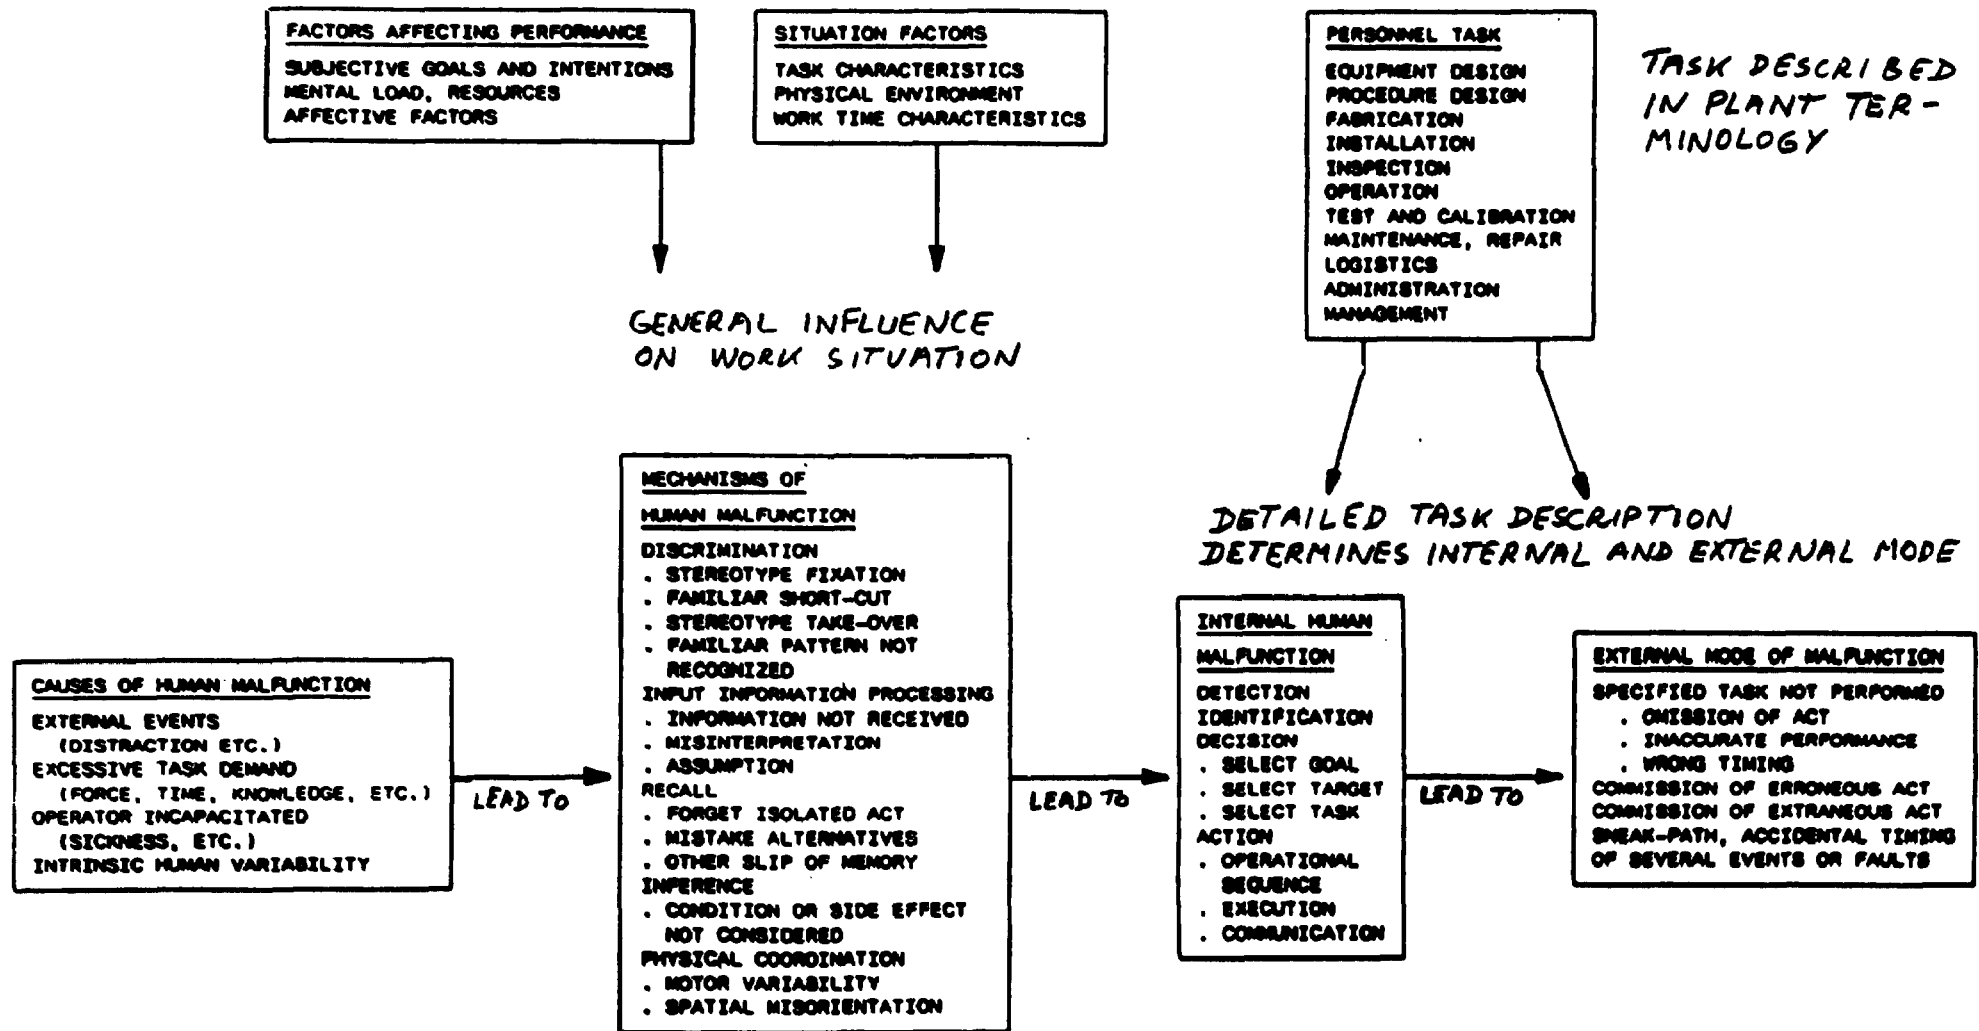 FACTORS AFFECTING PERFORMANCE
SUBJECTIVE GOALS AND INTENTIONS
MENTAL LOAD, RESOURCES
AFFECTIVE FACTORS
SITUATION FACTORS
TASK CHARACTERISTICS
PHYSICAL ENVIRONMENT
WORK TIME CHARACTERISTICS
PERSONNEL TASK
EQUIPMENT DESIGN
PROCEDURE DESIGN
FABRICATION
INSTALLATION
INSPECTION
OPERATION
TEST AND CALIBRATION
MAINTENANCE, REPAIR
LOGISTICS
ADMINISTRATION
MANAGEMENT
TASK DESCRIBED
IN PLANT TER-
MINOLOGY
GENERAL INFLUENCE
ON WORK SITUATION
DETAILED TASK DESCRIPTION
DETERMINES INTERNAL AND EXTERNAL MODE
CAUSES OF HUMAN MALFUNCTION
EXTERNAL EVENTS
(DISTRACTION ETC.)
EXCESSIVE TASK DEMAND
(FORCE, TIME, KNOWLEDGE, ETC.)
OPERATOR INCAPACITATED
(SICKNESS, ETC.)
INTRINSIC HUMAN VARIABILITY
LEAD TO
MECHANISMS OF
HUMAN MALFUNCTION
DISCRIMINATION
. STEREOTYPE FIXATION
. FAMILIAR SHORT-CUT
. STEREOTYPE TAKE-OVER
. FAMILIAR PATTERN NOT
RECOGNIZED
INPUT INFORMATION PROCESSING
. INFORMATION NOT RECEIVED
. MISINTERPRETATION
. ASSUMPTION
RECALL
. FORGET ISOLATED ACT
. MISTAKE ALTERNATIVES
. OTHER SLIP OF MEMORY
INFERENCE
. CONDITION OR SIDE EFFECT
NOT CONSIDERED
PHYSICAL COORDINATION
. MOTOR VARIABILITY
. SPATIAL MISORIENTATION
LEAD TO
INTERNAL HUMAN
MALFUNCTION
DETECTION
IDENTIFICATION
DECISION
. SELECT GOAL
. SELECT TARGET
. SELECT TASK
ACTION
. OPERATIONAL
SEQUENCE
. EXECUTION
. COMMUNICATION
LEAD TO
EXTERNAL MODE OF MALFUNCTION
SPECIFIED TASK NOT PERFORMED
. OMISSION OF ACT
. INACCURATE PERFORMANCE
. WRONG TIMING
COMMISSION OF ERRONEOUS ACT
COMMISSION OF EXTRANEOUS ACT
SNEAK-PATH, ACCIDENTAL TIMING
OF SEVERAL EVENTS OR FAULTS